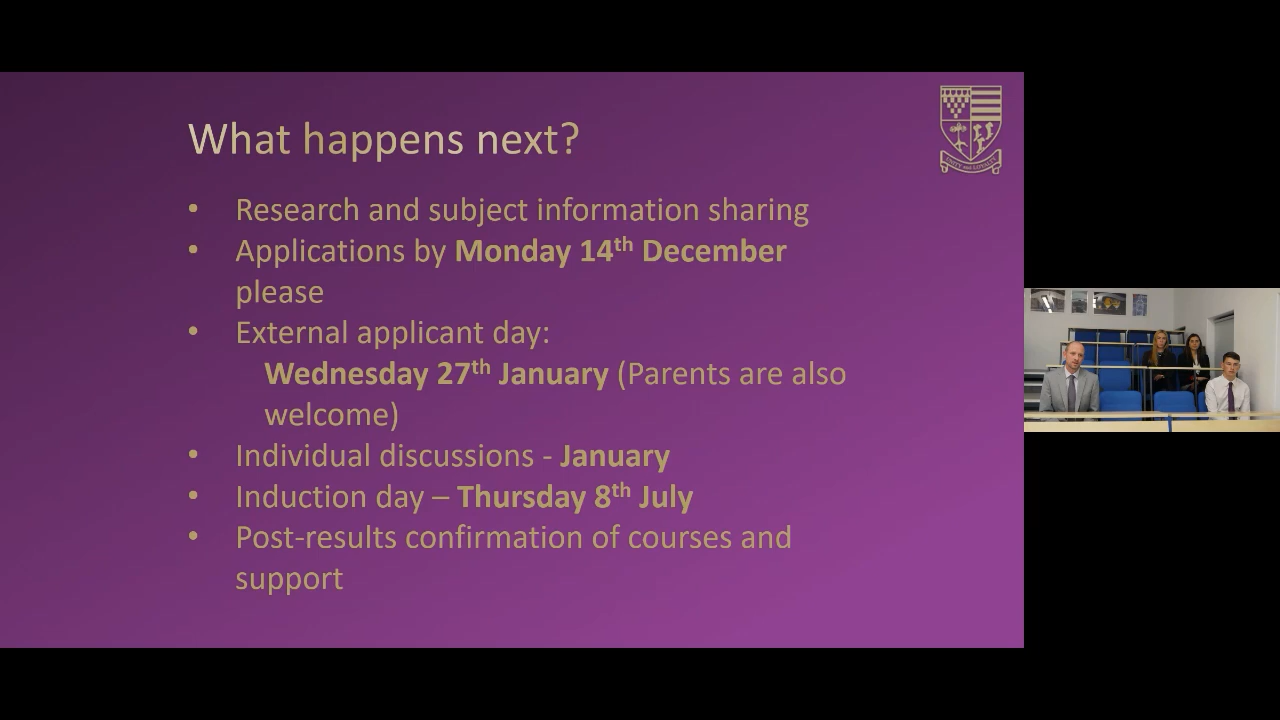 What happens next?
• Research and subject information sharing
• Applications by Monday 14th December
please
• External applicant day:
Wednesday 27th January (Parents are also
welcome)
• Individual discussions - January
• Induction day – Thursday 8th July
• Post-results confirmation of courses and
support